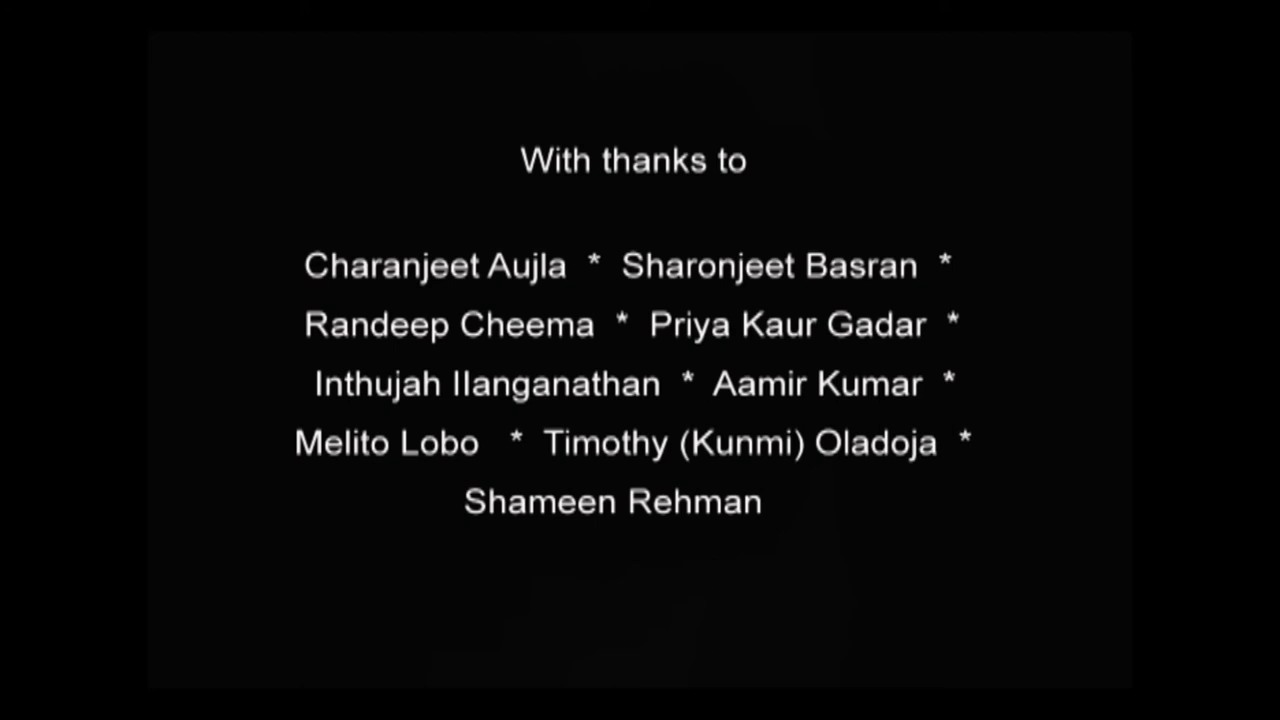 With thanks to
Charanjeet Aujla * Sharonjeet Basran *
Randeep Cheema * Priya Kaur Gadar *
Inthujah Ilanganathan * Aamir Kumar *
Melito Lobo * Timothy (Kunmi) Oladoja *
Shameen Rehman